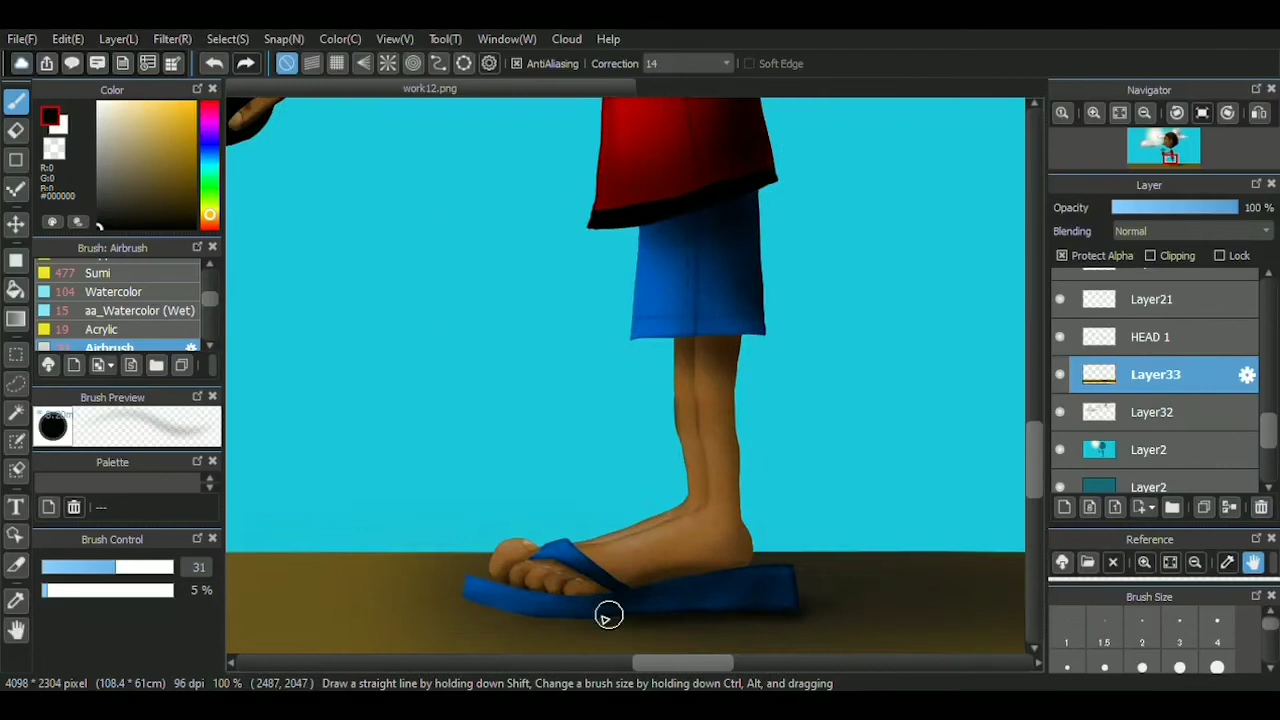 File(F) Edit(E) Layer(L) Filter(R) Select(S) Snap(N) Color(C) View(V) Tool(T) Window(W) Cloud Help
AntiAliasing Correction 14 Soft Edge
Color
work12.png
Navigator
R:0
G:0
B:0
#000000
Layer
Opacity 100 %
Blending Normal
Brush: Airbrush
Protect Alpha Clipping Lock
477 Sumi
104 Watercolor
15 aa_Watercolor (Wet)
19 Acrylic
Airbrush
Layer21
HEAD 1
Layer33
Layer32
Layer2
Layer2
Brush Preview
Palette
---
Brush Control
31
5 %
Reference
Brush Size
1 1.5 2 3 4
4098 * 2304 pixel (108.4 * 61cm) 96 dpi 100 % ( 2487, 2047 ) Draw a straight line by holding down Shift, Change a brush size by holding down Ctrl, Alt, and dragging